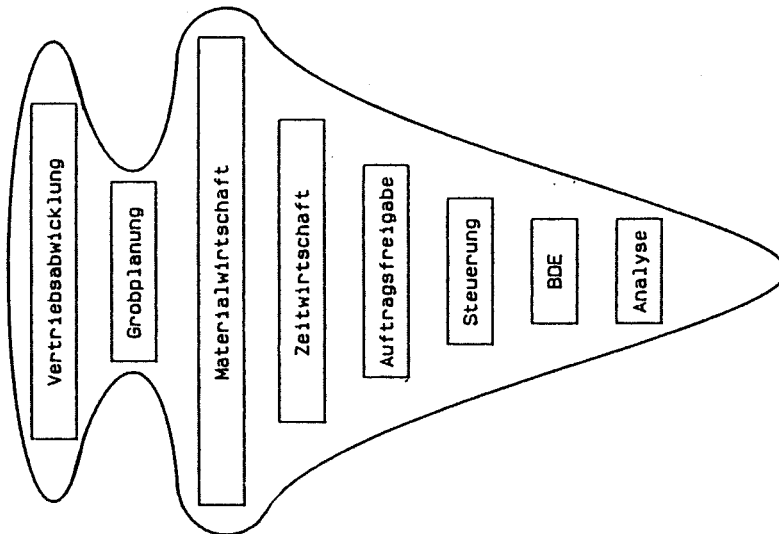 Vertriebsabwicklung
Grobplanung
Materialwirtschaft
Zeitwirtschaft
Auftragsfreigabe
Steuerung
BDE
Analyse